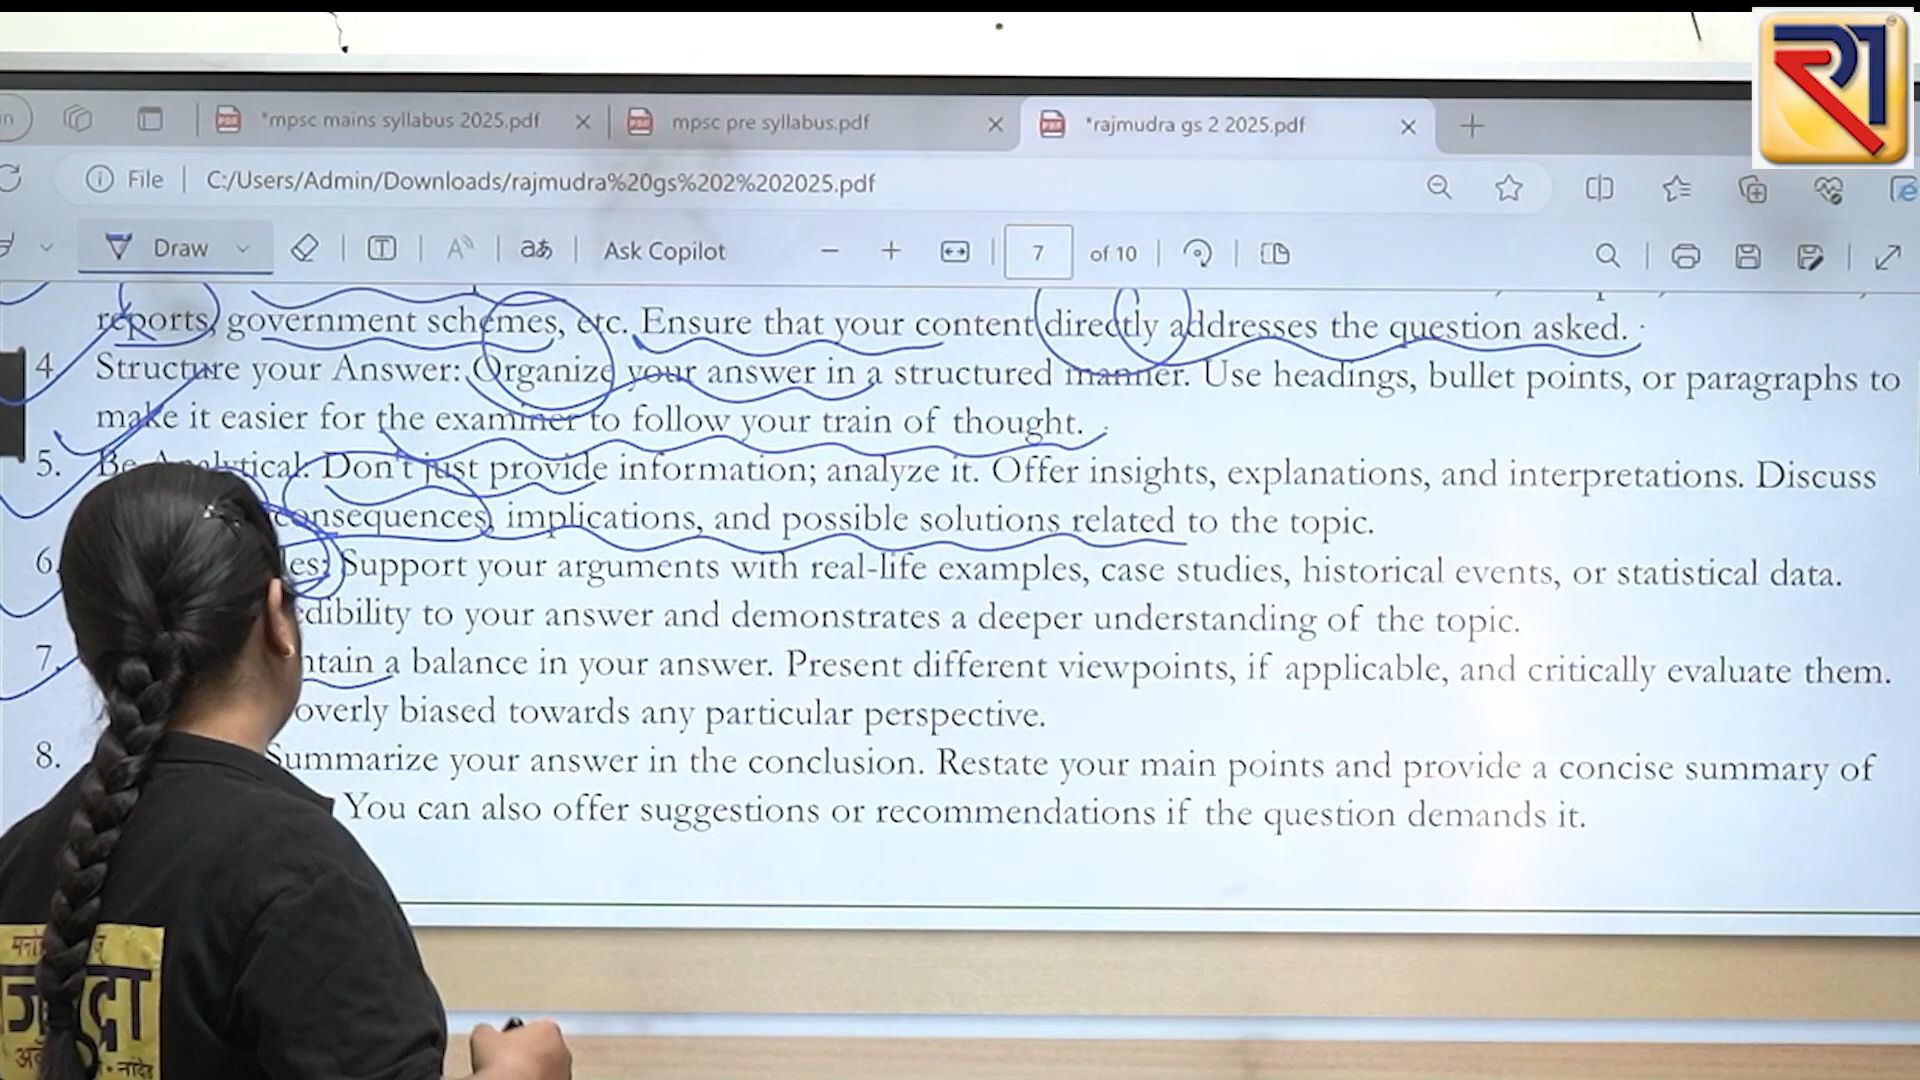 *mpsc mains syllabus 2025.pdf
mpsc pre syllabus.pdf
*rajmudra gs 2 2025.pdf
File
C:/Users/Admin/Downloads/rajmudra%20gs%202%202025.pdf
Draw
Ask Copilot
7 of 10
reports, government schemes, etc. Ensure that your content directly addresses the question asked.
4 Structure your Answer: Organize your answer in a structured manner. Use headings, bullet points, or paragraphs to
make it easier for the examiner to follow your train of thought.
5. Be Analytical: Don't just provide information; analyze it. Offer insights, explanations, and interpretations. Discuss
consequences, implications, and possible solutions related to the topic.
6. Support your arguments with real-life examples, case studies, historical events, or statistical data.
to your answer and demonstrates a deeper understanding of the topic.
7. a balance in your answer. Present different viewpoints, if applicable, and critically evaluate them.
overly biased towards any particular perspective.
8. Summarize your answer in the conclusion. Restate your main points and provide a concise summary of
You can also offer suggestions or recommendations if the question demands it.